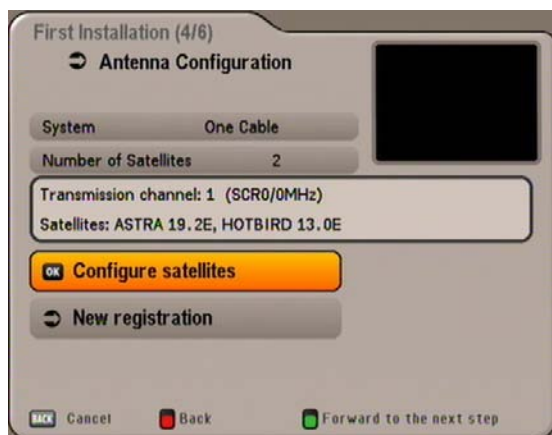 First Installation (4/6)
Antenna Configuration
System One Cable
Number of Satellites 2
Transmission channel: 1 (SCR0/0MHz)
Satellites: ASTRA 19.2E, HOTBIRD 13.0E
OK Configure satellites
New registration
BACK Cancel Back Forward to the next step